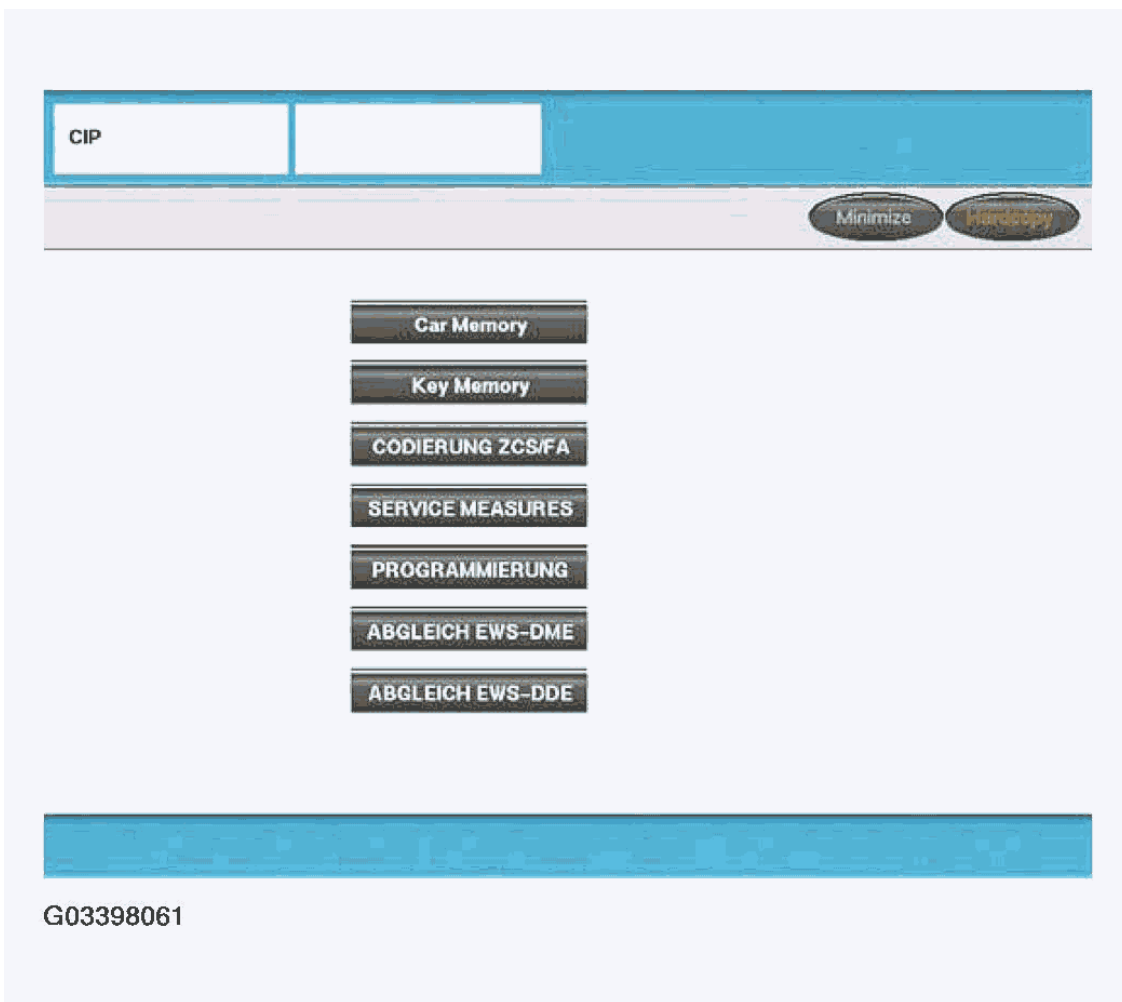 CIP
Minimize
Hardcopy
Car Memory
Key Memory
CODIERUNG ZCS/FA
SERVICE MEASURES
PROGRAMMIERUNG
ABGLEICH EWS-DME
ABGLEICH EWS-DDE
G03398061